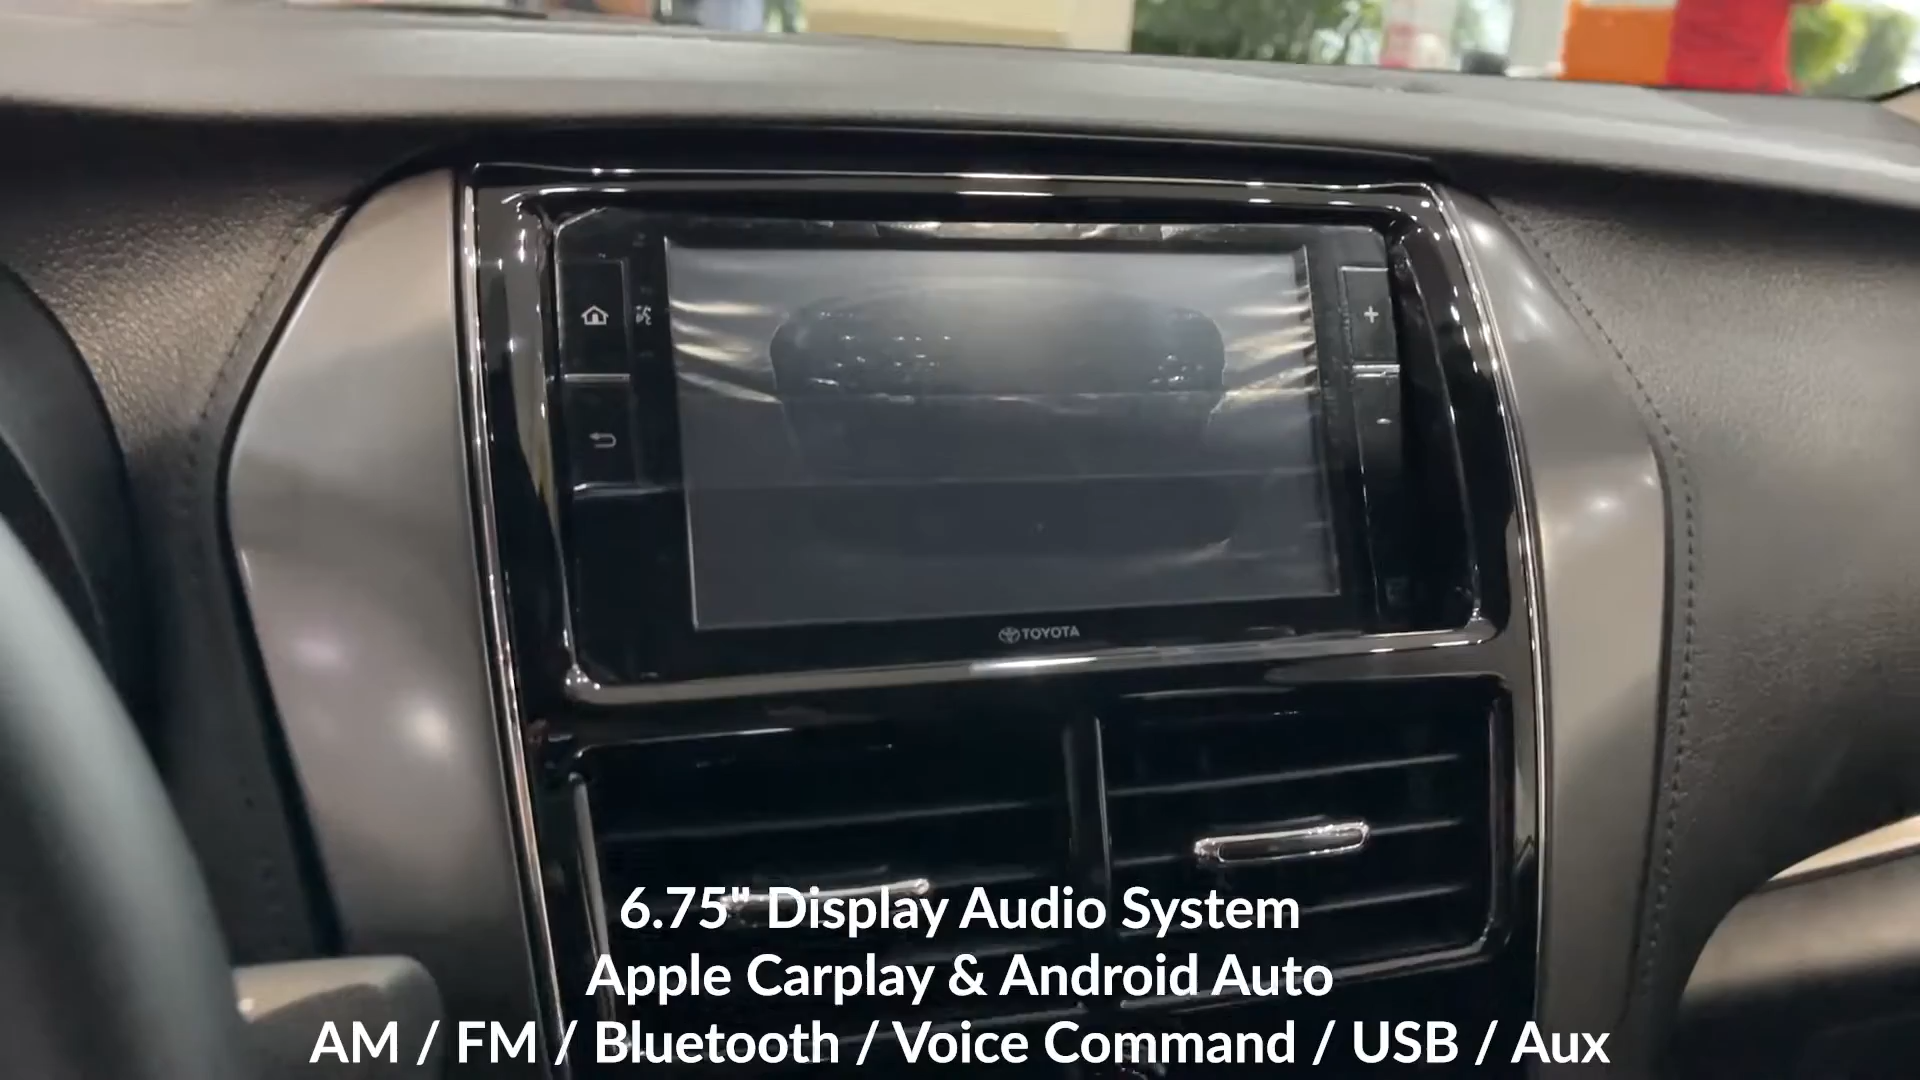 TOYOTA
6.75" Display Audio System
Apple Carplay & Android Auto
AM / FM / Bluetooth / Voice Command / USB / Aux